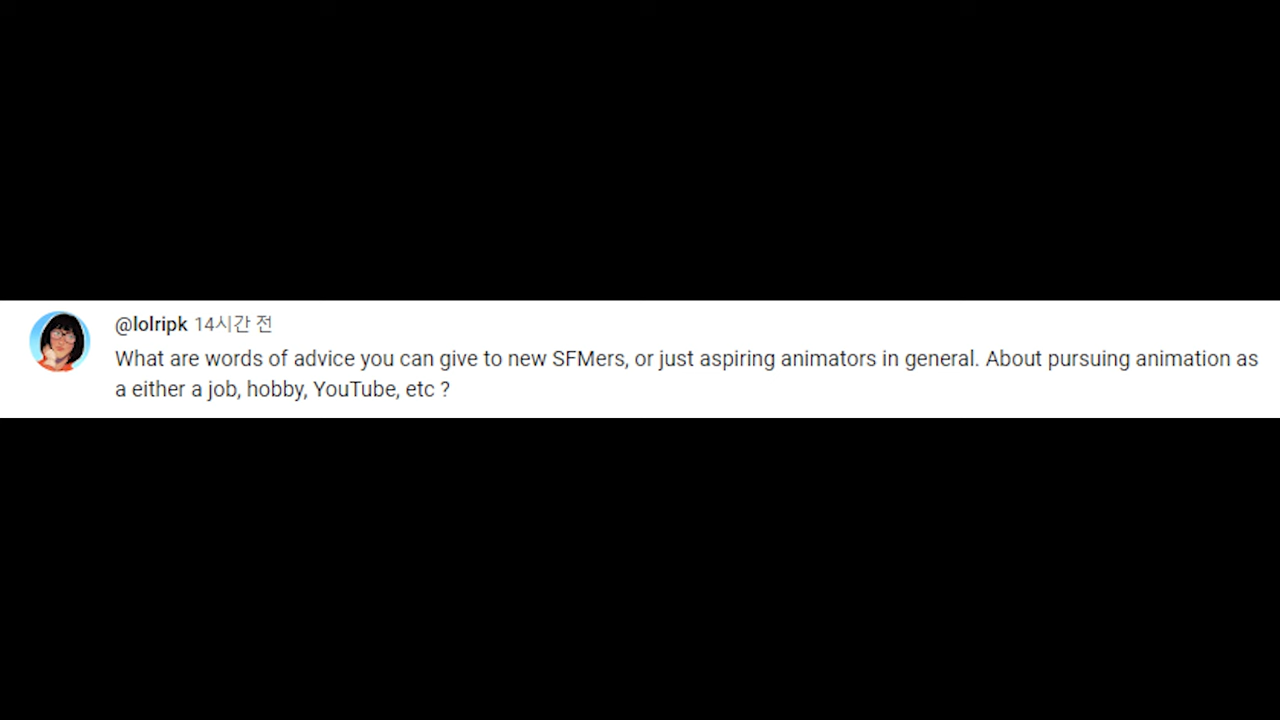 @lolripk 14시간 전
What are words of advice you can give to new SFMers, or just aspiring animators in general. About pursuing animation as
a either a job, hobby, YouTube, etc ?